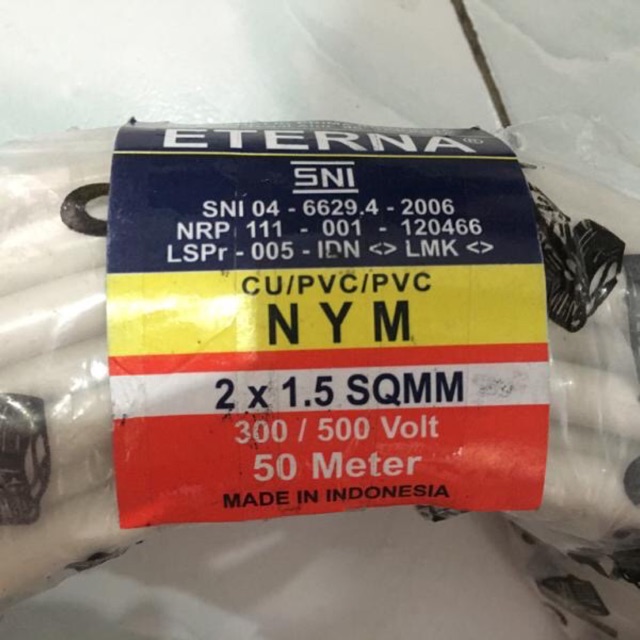 ETERNA®
SNI
SNI 04 - 6629.4 - 2006
NRP 111 - 001 - 120466
LSPr - 005 - IDN <> LMK <>
CU/PVC/PVC
NYM
2 x 1.5 SQMM
300 / 500 Volt
50 Meter
MADE IN INDONESIA